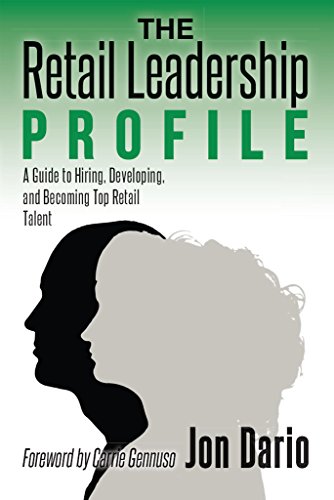 THE
Retail Leadership
PROFILE
A Guide to Hiring, Developing,
and Becoming Top Retail
Talent
Foreword by Carrie Gennuso
Jon Dario